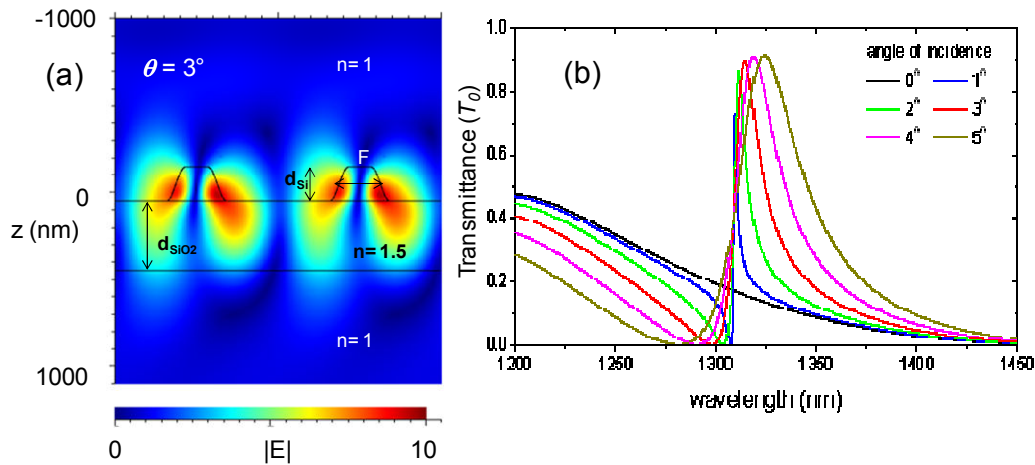 (a)
θ = 3°
n=1
F
d_Si
d_SiO2
n=1.5
n=1
-1000
0
1000
z (nm)
0
|E|
10
(b)
angle of incidence
0° 1°
2° 3°
4° 5°
Transmittance (T_0)
1.0
0.8
0.6
0.4
0.2
0.0
1200 1250 1300 1350 1400 1450
wavelength (nm)